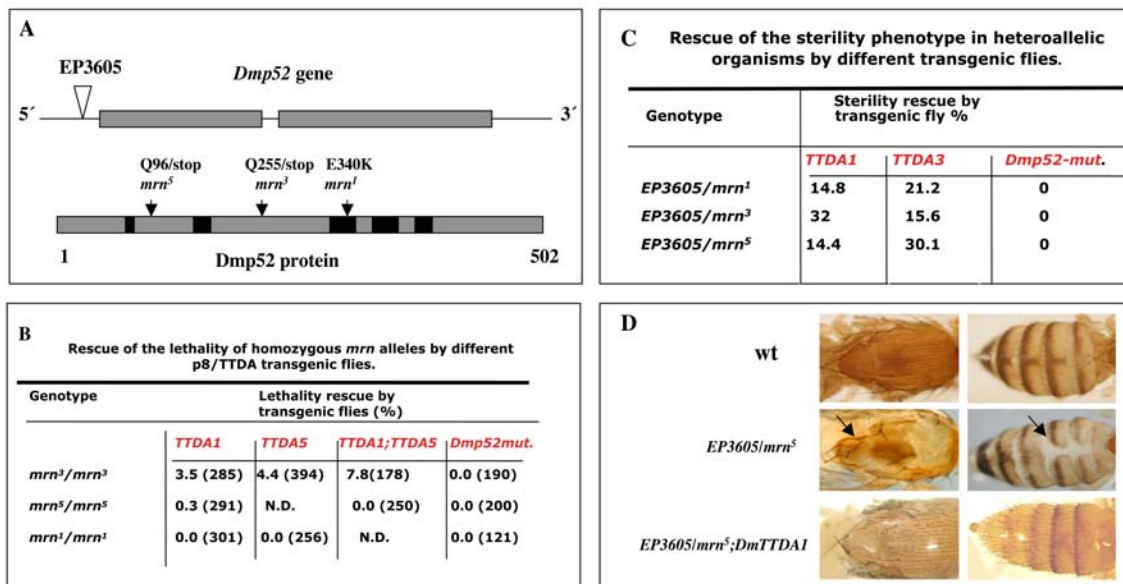 A
EP3605
Dmp52 gene
5´ 3´
Q96/stop Q255/stop E340K
mrn5 mrn3 mrn1
1 502
Dmp52 protein
B
Rescue of the lethality of homozygous mrn alleles by different
p8/TTDA transgenic flies.
Genotype Lethality rescue by
transgenic flies (%)
TTDA1 TTDA5 TTDA1;TTDA5 Dmp52mut.
mrn³/mrn³ 3.5 (285) 4.4 (394) 7.8(178) 0.0 (190)
mrn⁵/mrn⁵ 0.3 (291) N.D. 0.0 (250) 0.0 (200)
mrn¹/mrn¹ 0.0 (301) 0.0 (256) N.D. 0.0 (121)
C
Rescue of the sterility phenotype in heteroallelic
organisms by different transgenic flies.
Genotype Sterility rescue by
transgenic fly %
TTDA1 TTDA3 Dmp52-mut.
EP3605/mrn¹ 14.8 21.2 0
EP3605/mrn³ 32 15.6 0
EP3605/mrn⁵ 14.4 30.1 0
D
wt
EP3605/mrn⁵
EP3605/mrn⁵;DmTTDA1